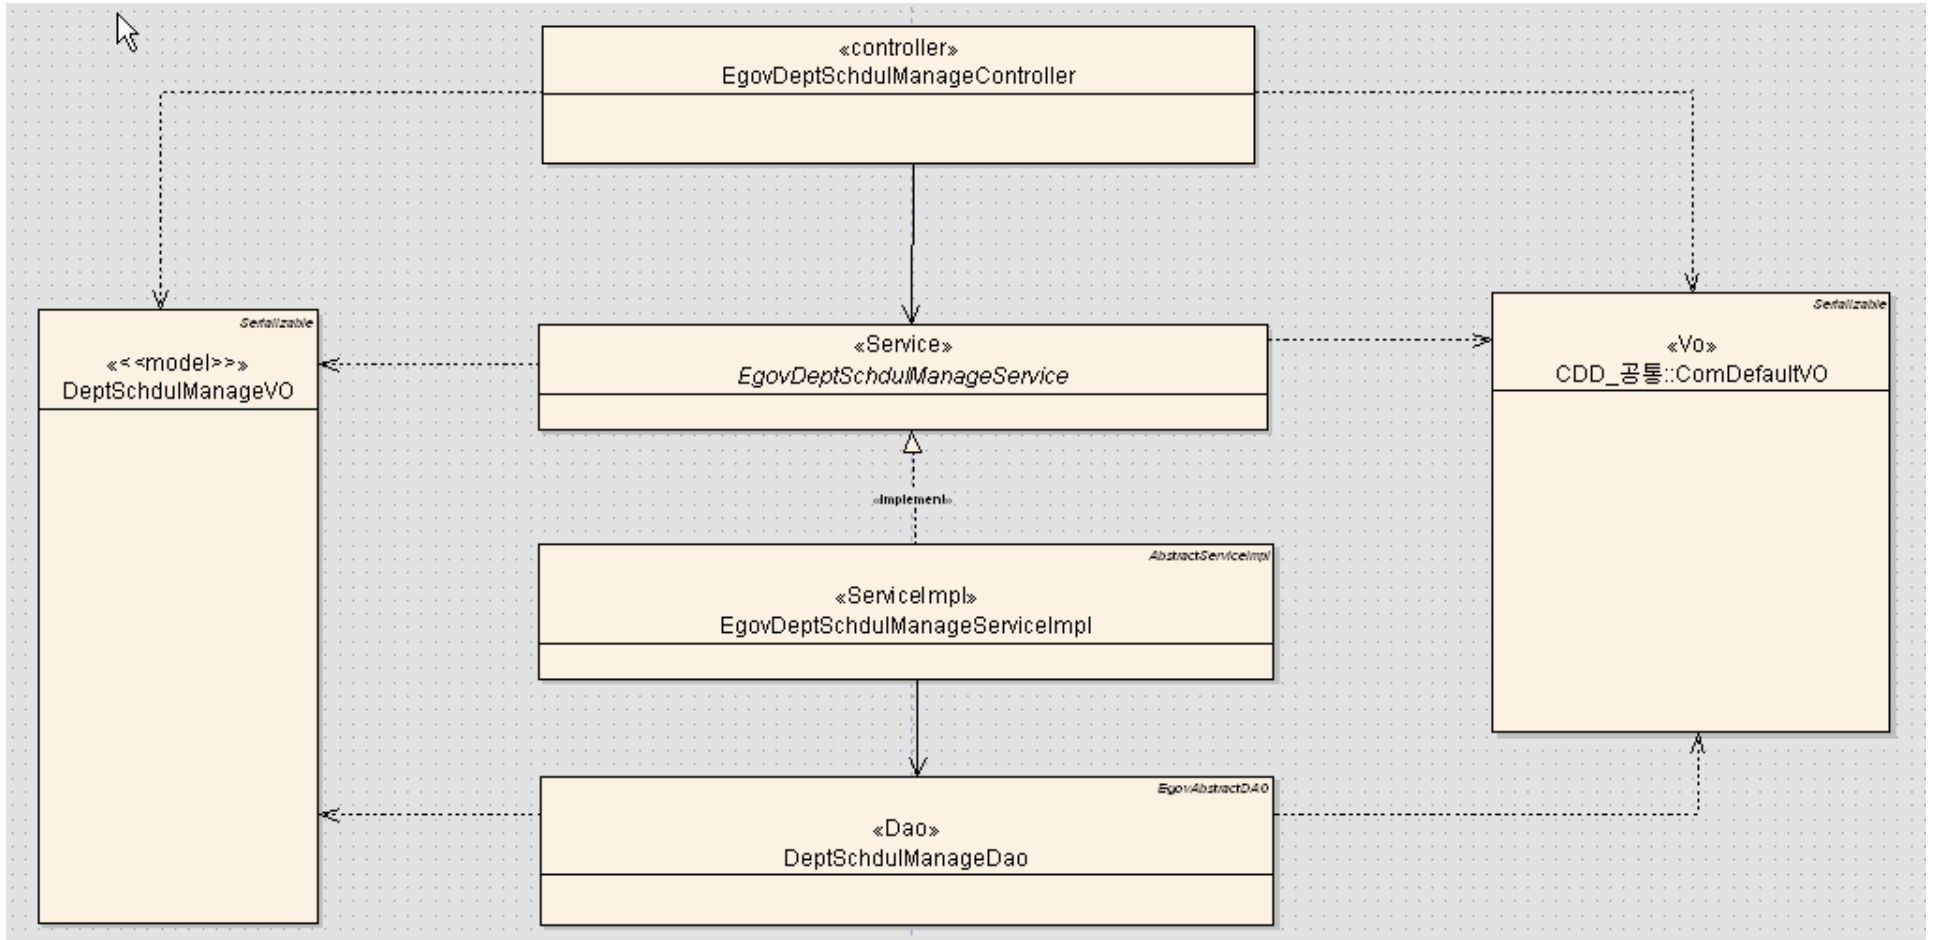 «controller»
EgovDeptSchdulManageController
Serializable
«<<model>>»
DeptSchdulManageVO
«Service»
EgovDeptSchdulManageService
Serializable
«Vo»
CDD_공통::ComDefaultVO
«implement»
AbstractServiceImpl
«ServiceImpl»
EgovDeptSchdulManageServiceImpl
EgovAbstractDAO
«Dao»
DeptSchdulManageDao